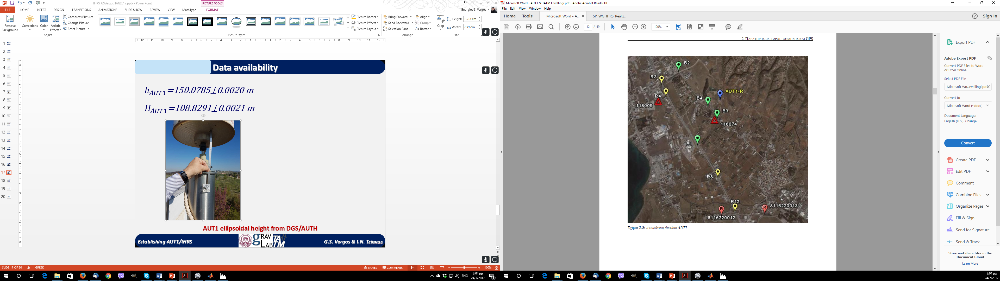 IHRS_GSVergos_IAG2017.pptx - PowerPoint
PICTURE TOOLS
FILE HOME INSERT DESIGN TRANSITIONS ANIMATIONS SLIDE SHOW REVIEW VIEW MathType FORMAT
Georgios S. Vergos
Remove Background
Corrections
Color
Artistic Effects
Compress Pictures
Change Picture
Reset Picture
Adjust
Picture Styles
Picture Border
Picture Effects
Picture Layout
Bring Forward
Send Backward
Selection Pane
Align
Group
Rotate
Arrange
Crop
Height: 10.13 cm
Width: 7.59 cm
Size
1
2
3
4
5
6
7
8
9
10
11
12
13
14
15
16
17
18
19
20
Data availability
hAUT1=150.0785±0.0020 m
HAUT1=108.8291±0.0021 m
AUT1 ellipsoidal height from DGS/AUTH
Establishing AUT1/IHRS
gRAV LAB
TA TM
G.S. Vergos & I.N. Tziavos
SLIDE 17 OF 20 GREEK
NOTES COMMENTS 100%
ENG
3:04 μμ
24/7/2017
Microsoft Word - AUT1 & TATM Levellingi.pdf - Adobe Acrobat Reader DC
File Edit View Window Help
Home Tools Microsoft Word - A... × SP_WG_IHRS_Realiz...
Sign In
12 / 49
100%
2. ΠΑΡΑΤΗΡΗΣΕΙΣ ΧΩΡΟΣΤΑΘΜΗΣΗΣ ΚΑΙ GPS
B2
R3
R4
118009
AUT1-R
B4
B3
116074
B1
R8
R12
8116220013
8116220012
Σχήμα 2.3: Απεικόνιση δικτύου AUT1
Export PDF
Adobe Export PDF
Convert PDF Files to Word
or Excel Online
Select PDF File
Microsoft Wo...evellingi.pdf
Convert to
Microsoft Word (*.docx)
Document Language:
English (U.S.) Change
Convert
Create PDF
Edit PDF
Comment
Combine Files
Organize Pages
Fill & Sign
Send for Signature
Send & Track
Store and share files in the
Document Cloud
Learn More
3:04 μμ
24/7/2017